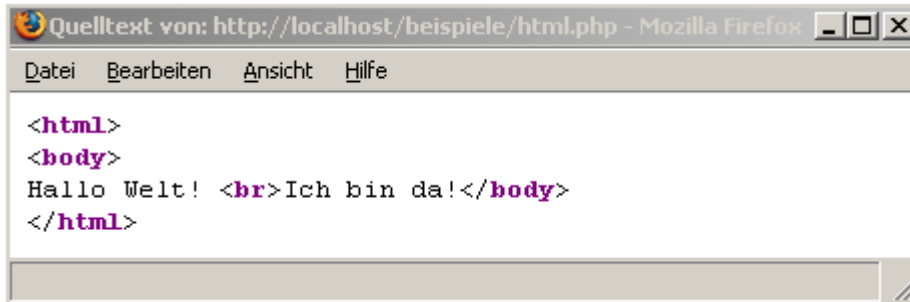 Quelltext von: http://localhost/beispiele/html.php - Mozilla Firefox
Datei Bearbeiten Ansicht Hilfe
<html>
<body>
Hallo Welt! <br>Ich bin da!</body>
</html>